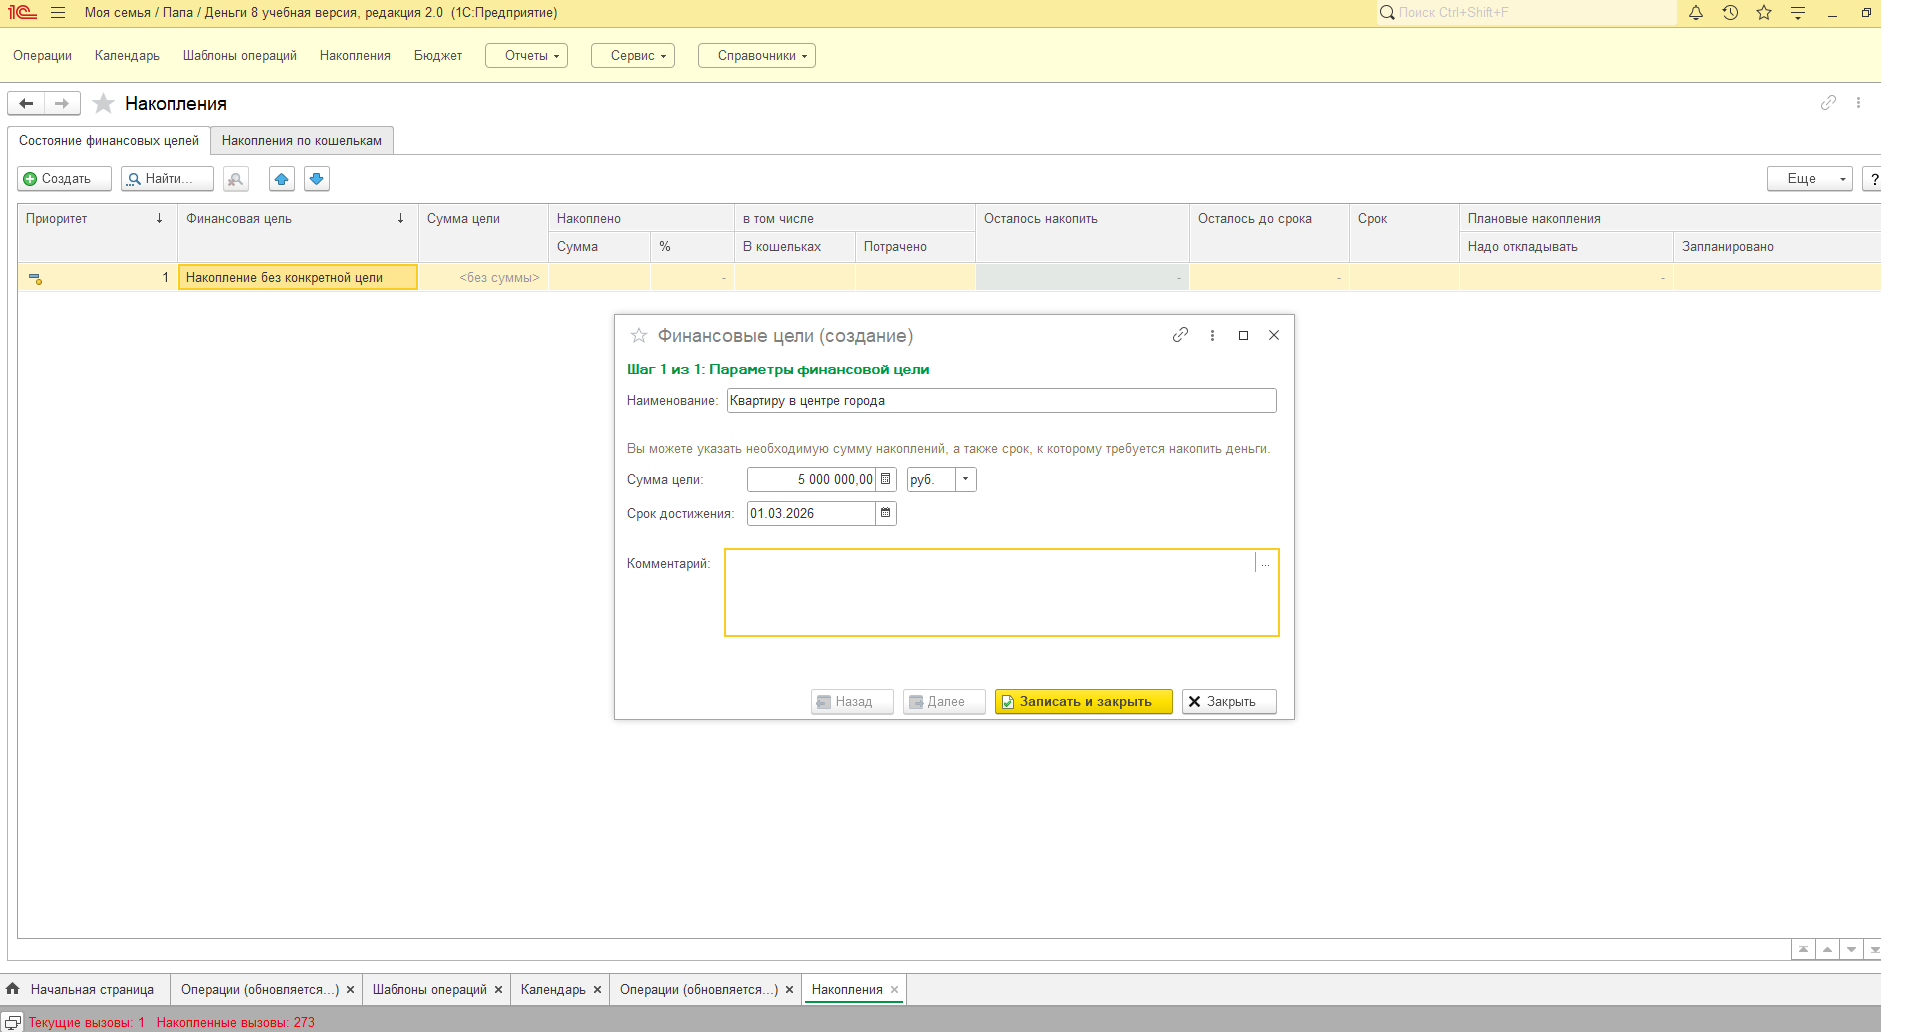 Моя семья / Папа / Деньги 8 учебная версия, редакция 2.0 (1С:Предприятие)
Поиск Ctrl+Shift+F
Операции Календарь Шаблоны операций Накопления Бюджет Отчеты Сервис Справочники
Накопления
Состояние финансовых целей Накопления по кошелькам
Создать Найти... Еще ?
Приоритет Финансовая цель Сумма цели Накоплено в том числе Осталось накопить Осталось до срока Срок Плановые накопления
Сумма % В кошельках Потрачено Надо откладывать Запланировано
1 Накопление без конкретной цели <без суммы> - - - -
Финансовые цели (создание)
Шаг 1 из 1: Параметры финансовой цели
Наименование: Квартиру в центре города
Вы можете указать необходимую сумму накоплений, а также срок, к которому требуется накопить деньги.
Сумма цели: 5 000 000,00 руб.
Срок достижения: 01.03.2026
Комментарий: ...
Назад Далее Записать и закрыть Закрыть
Начальная страница Операции (обновляется...) Шаблоны операций Календарь Операции (обновляется...) Накопления
Текущие вызовы: 1 Накопленные вызовы: 273